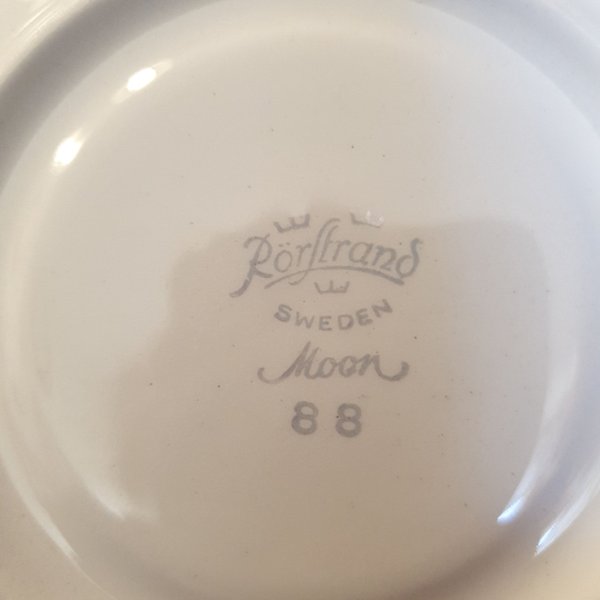 Rörstrand
SWEDEN
Moon
88